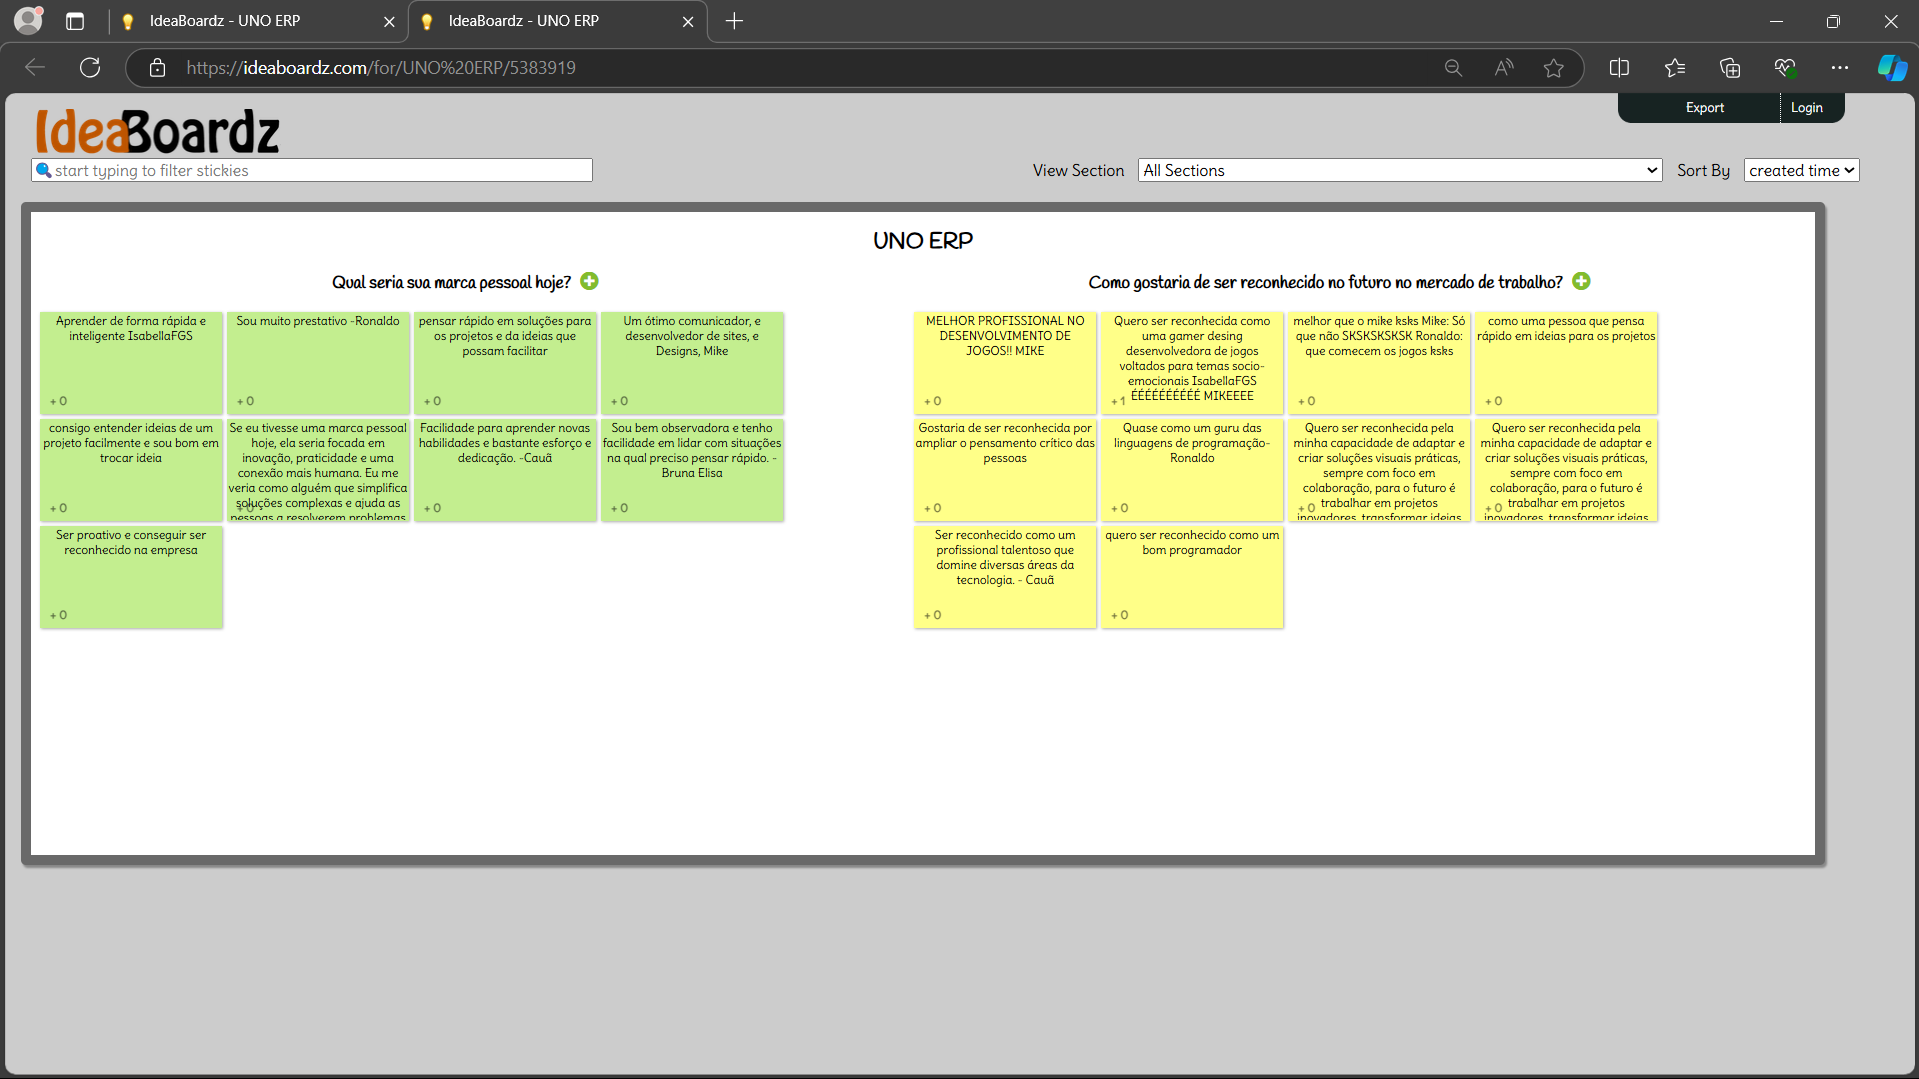 IdeaBoardz - UNO ERP
IdeaBoardz - UNO ERP
https://ideaboardz.com/for/UNO%20ERP/5383919
IdeaBoardz
Export
Login
start typing to filter stickies
View Section
All Sections
Sort By
created time
UNO ERP
Qual seria sua marca pessoal hoje?
Aprender de forma rápida e
inteligente IsabellaFGS
+0
Sou muito prestativo -Ronaldo
+0
pensar rápido em soluções para
os projetos e da ideias que
possam facilitar
+0
Um ótimo comunicador, e
desenvolvedor de sites, e
Designs, Mike
+0
consigo entender ideias de um
projeto facilmente e sou bom em
trocar ideia
+0
Se eu tivesse uma marca pessoal
hoje, ela seria focada em
inovação, praticidade e uma
conexão mais humana. Eu me
veria como alguém que simplifica
soluções complexas e ajuda as
pessoas a resolverem problemas
+0
Facilidade para aprender novas
habilidades e bastante esforço e
dedicação. -Cauã
+0
Sou bem observadora e tenho
facilidade em lidar com situações
na qual preciso pensar rápido. -
Bruna Elisa
+0
Ser proativo e conseguir ser
reconhecido na empresa
+0
Como gostaria de ser reconhecido no futuro no mercado de trabalho?
MELHOR PROFISSIONAL NO
DESENVOLVIMENTO DE
JOGOS!! MIKE
+0
Quero ser reconhecida como
uma gamer desing
desenvolvedora de jogos
voltados para temas socio-
emocionais IsabellaFGS
ÉÉÉÉÉÉÉÉÉÉ MIKEEEE
+1
melhor que o mike ksks Mike: Só
que não SKSKSKSKSK Ronaldo:
que comecem os jogos ksks
+0
como uma pessoa que pensa
rápido em ideias para os projetos
+0
Gostaria de ser reconhecida por
ampliar o pensamento crítico das
pessoas
+0
Quase como um guru das
linguagens de programação-
Ronaldo
+0
Quero ser reconhecida pela
minha capacidade de adaptar e
criar soluções visuais práticas,
sempre com foco em
colaboração, para o futuro é
trabalhar em projetos
inovadores, transformar ideias
+0
Quero ser reconhecida pela
minha capacidade de adaptar e
criar soluções visuais práticas,
sempre com foco em
colaboração, para o futuro é
trabalhar em projetos
inovadores, transformar ideias
+0
Ser reconhecido como um
profissional talentoso que
domine diversas áreas da
tecnologia. - Cauã
+0
quero ser reconhecido como um
bom programador
+0